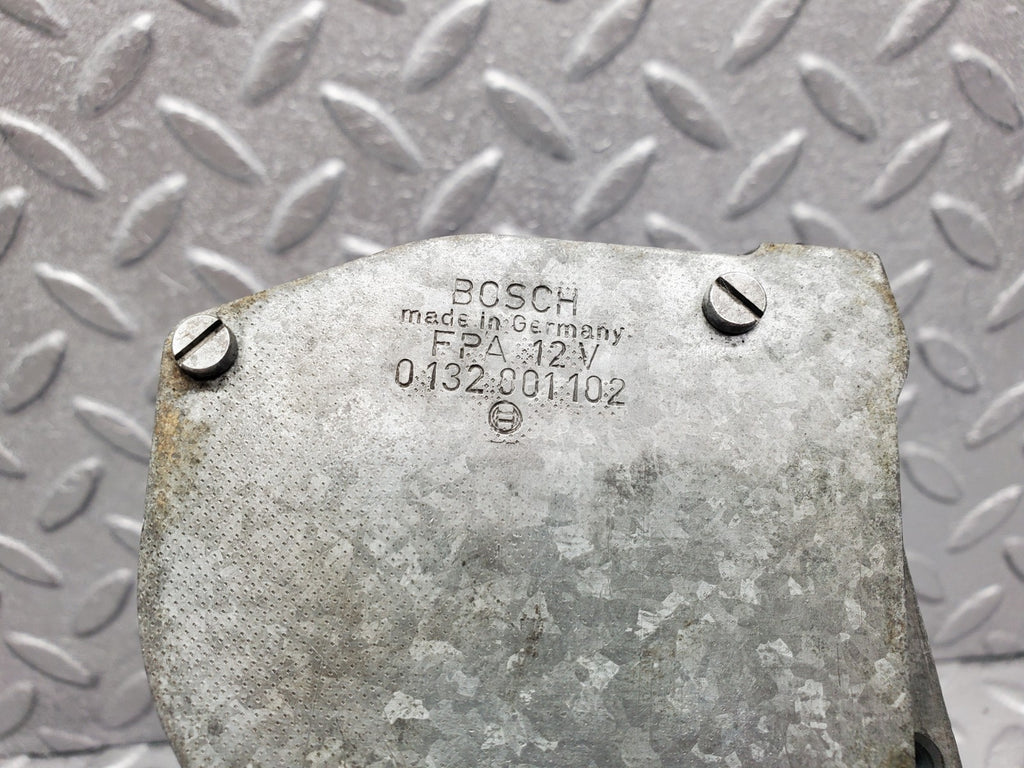 BOSCH
made in Germany.
FPA 12 V
0 132 001 102